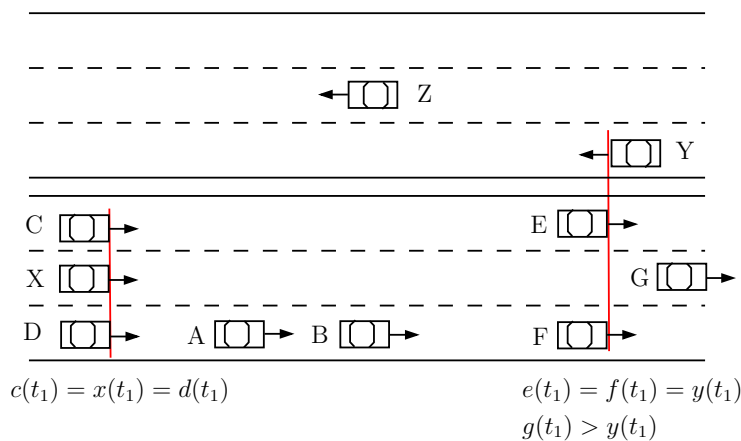 Z
Y
C
E
X
G
D
A
B
F
c(t₁) = x(t₁) = d(t₁)
e(t₁) = f(t₁) = y(t₁)
g(t₁) > y(t₁)